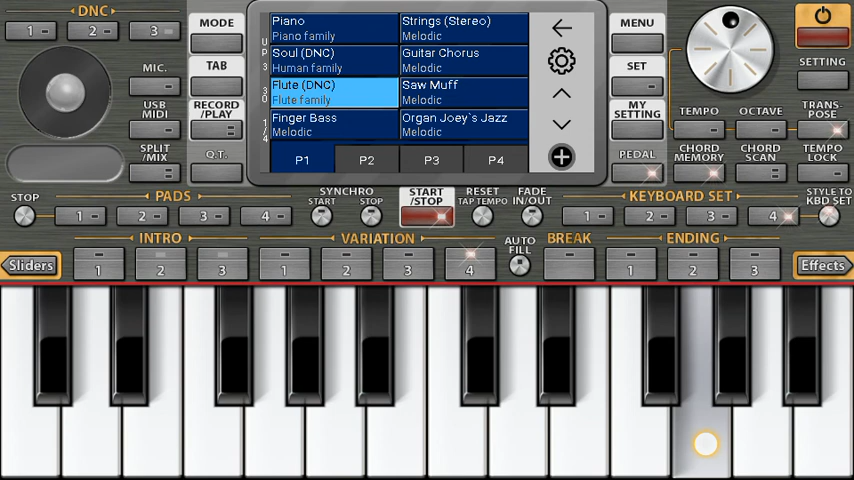 DNC
1
2
3
MODE
TAB
RECORD
/PLAY
Q.T.
MIC.
USB
MIDI
SPLIT
/MIX
UP3
30
1/4
Piano
Piano family
Strings (Stereo)
Melodic
Soul (DNC)
Human family
Guitar Chorus
Melodic
Flute (DNC)
Flute family
Saw Muff
Melodic
Finger Bass
Melodic
Organ Joey`s Jazz
Melodic
P1
P2
P3
P4
MENU
SET
MY
SETTING
PEDAL
SETTING
TEMPO
OCTAVE
TRANS-
POSE
CHORD
MEMORY
CHORD
SCAN
TEMPO
LOCK
STOP
PADS
1
2
3
4
SYNCHRO
START
STOP
START
/STOP
RESET
TAP TEMPO
FADE
IN/OUT
KEYBOARD SET
1
2
3
4
STYLE TO
KBD SET
Sliders
INTRO
1
2
3
VARIATION
1
2
3
4
AUTO
FILL
BREAK
ENDING
1
2
3
Effects